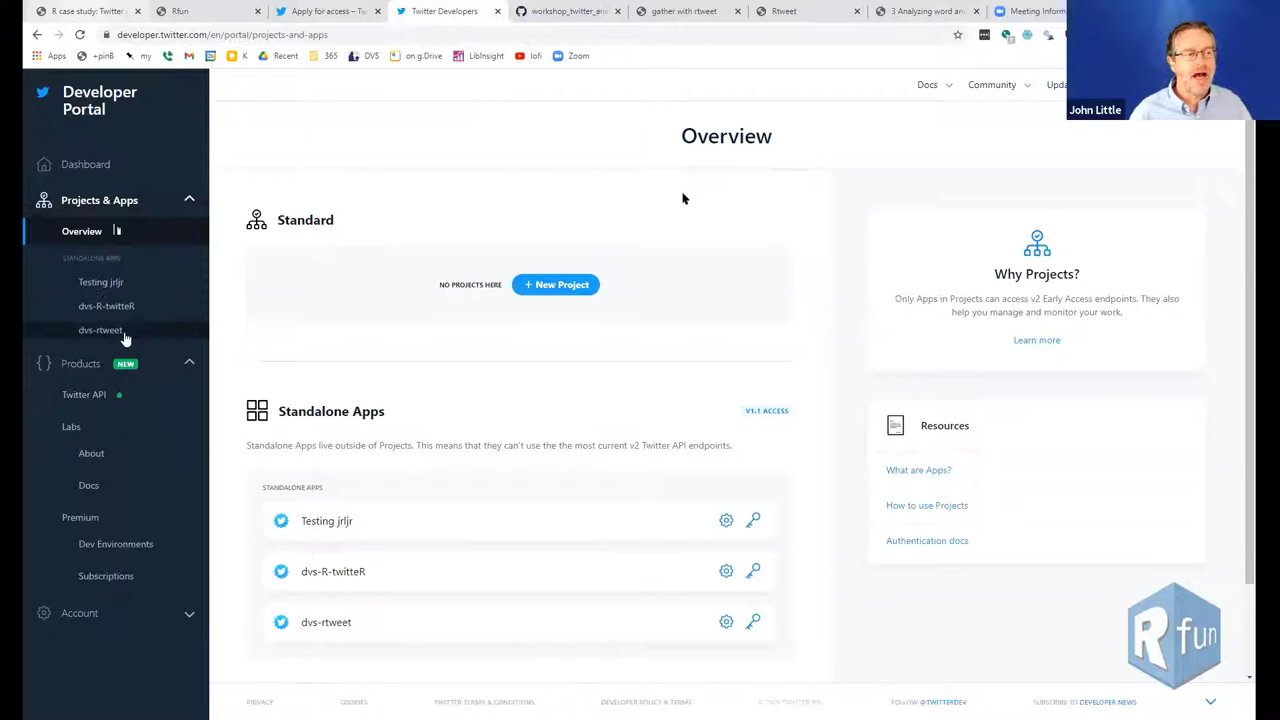 R case study: Twitter
Rfun
Apply for access – Tw
Twitter Developers
workshop_twitter_an
gather with rtweet
Rtweet
3 Analyzing word an
Meeting Inform
developer.twitter.com/en/portal/projects-and-apps
Apps
+pinB
my
K
Recent
365
DVS
on g.Drive
LibInsight
lofi
Zoom
John Little
Developer
Portal
Docs
Community
Upda
Overview
Dashboard
Projects & Apps
Overview
STANDALONE APPS
Testing jrljr
dvs-R-twitteR
dvs-rtweet
Products NEW
Twitter API
Labs
About
Docs
Premium
Dev Environments
Subscriptions
Account
Standard
NO PROJECTS HERE
+ New Project
Why Projects?
Only Apps in Projects can access v2 Early Access endpoints. They also
help you manage and monitor your work.
Learn more
Standalone Apps
V1.1 ACCESS
Standalone Apps live outside of Projects. This means that they can't use the the most current v2 Twitter API endpoints.
STANDALONE APPS
Testing jrljr
dvs-R-twitteR
dvs-rtweet
Resources
What are Apps?
How to use Projects
Authentication docs
R fun
PRIVACY
COOKIES
TWITTER TERMS & CONDITIONS
DEVELOPER POLICY & TERMS
TWITTER INC.
FOLLOW @TWITTERDEV
SUBSCRIBE TO DEVELOPER NEWS